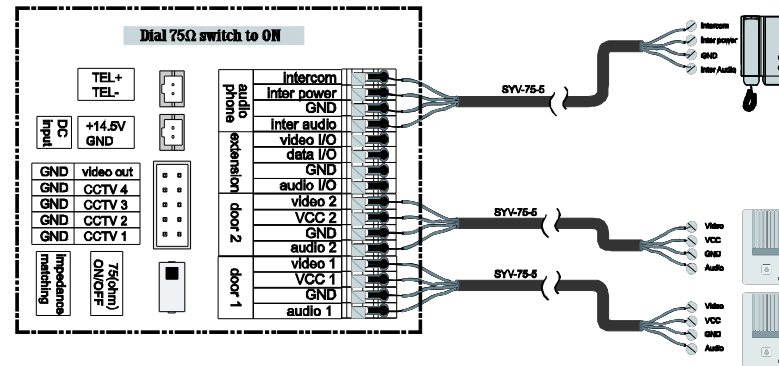 Dial 75Ω switch to ON
TEL+
TEL-
DC input
+14.5V
GND
GND video out
GND CCTV 4
GND CCTV 3
GND CCTV 2
GND CCTV 1
Impedance matching
75(ohm) ON/OFF
audio phone
intercom
inter power
GND
inter audio
extension
video I/O
data I/O
GND
audio I/O
door 2
video 2
VCC 2
GND
audio 2
door 1
video 1
VCC 1
GND
audio 1
SYV-75-5
Intercom
Inter power
GND
Inter Audio
SYV-75-5
Video
VCC
GND
Audio
SYV-75-5
Video
VCC
GND
Audio